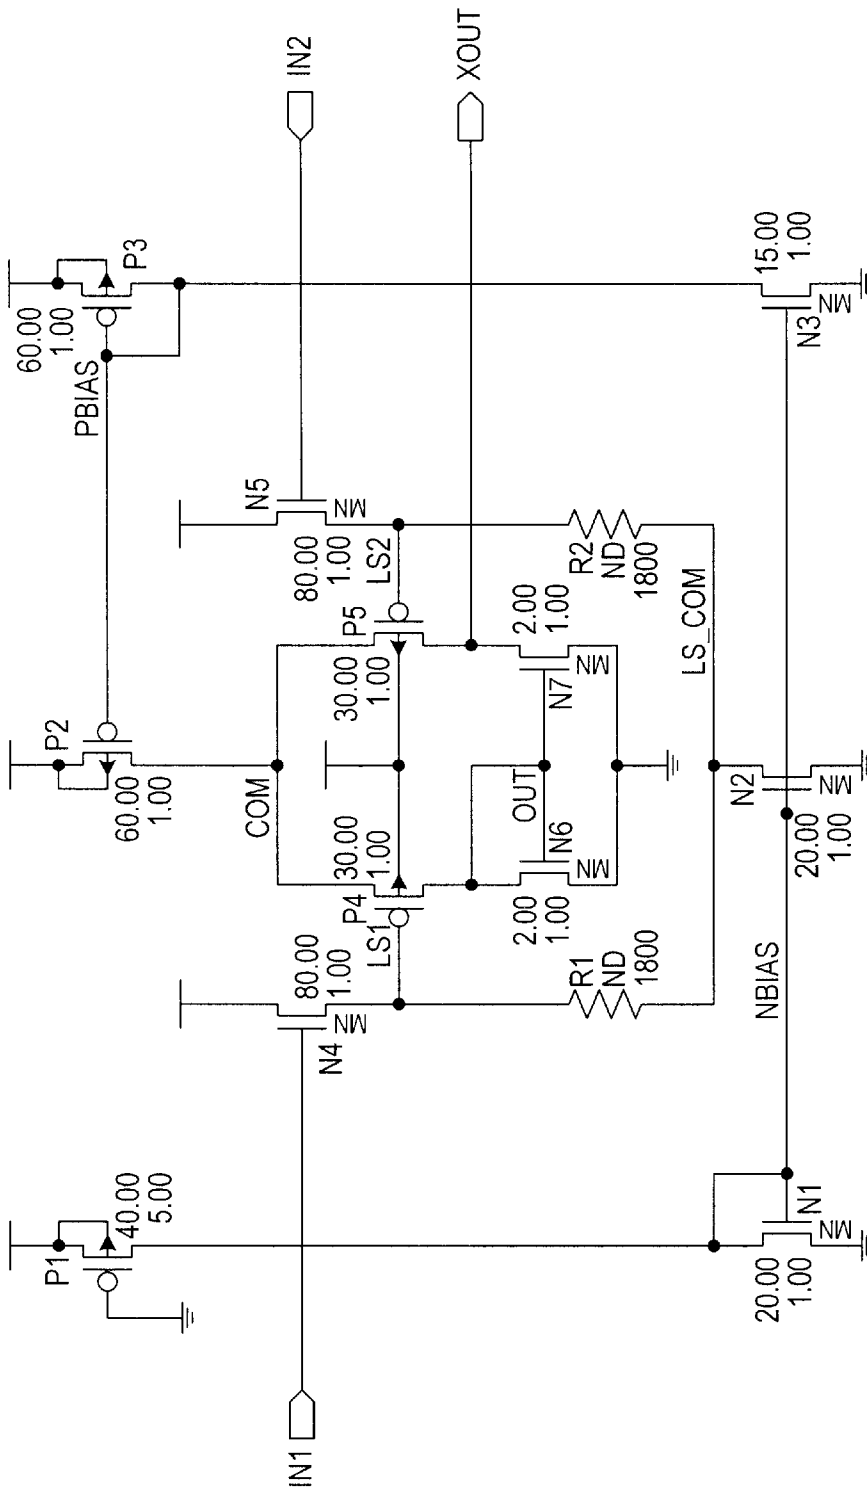 P1
40.00
5.00
P2
60.00
1.00
60.00
1.00
P3
PBIAS
IN1
N4
80.00
1.00
MN
COM
N5
80.00
1.00
MN
IN2
LS1
P4
30.00
1.00
P5
30.00
1.00
LS2
XOUT
OUT
2.00
1.00
N6
MN
N7
2.00
1.00
MN
R1
ND
1800
R2
ND
1800
LS_COM
NBIAS
20.00
1.00
N1
MN
20.00
1.00
N2
MN
N3
15.00
1.00
MN